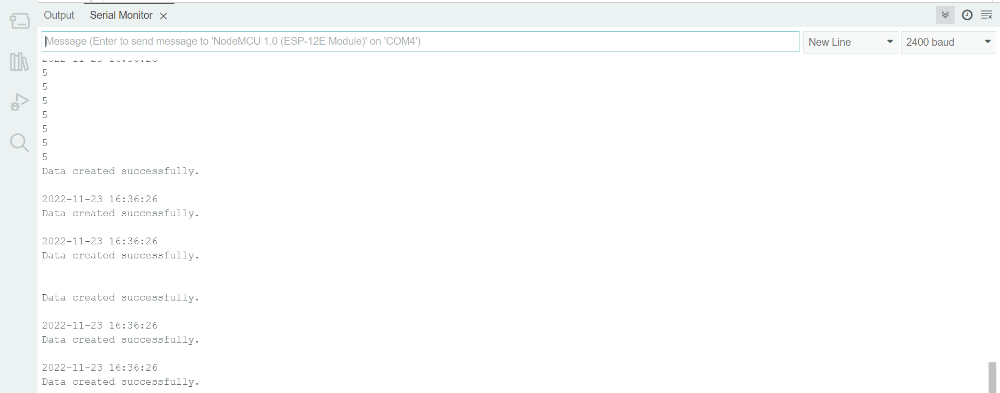 Output
Serial Monitor
Message (Enter to send message to 'NodeMCU 1.0 (ESP-12E Module)' on 'COM4')
New Line
2400 baud
5
5
5
5
5
5
5
Data created successfully.
2022-11-23 16:36:26
Data created successfully.
2022-11-23 16:36:26
Data created successfully.
Data created successfully.
2022-11-23 16:36:26
Data created successfully.
2022-11-23 16:36:26
Data created successfully.